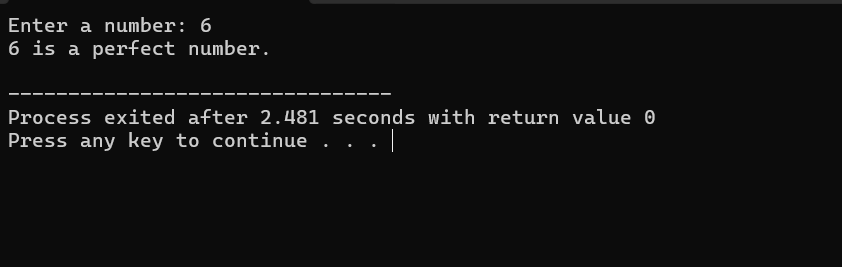 Enter a number: 6
6 is a perfect number.
--------------------------------
Process exited after 2.481 seconds with return value 0
Press any key to continue . . .